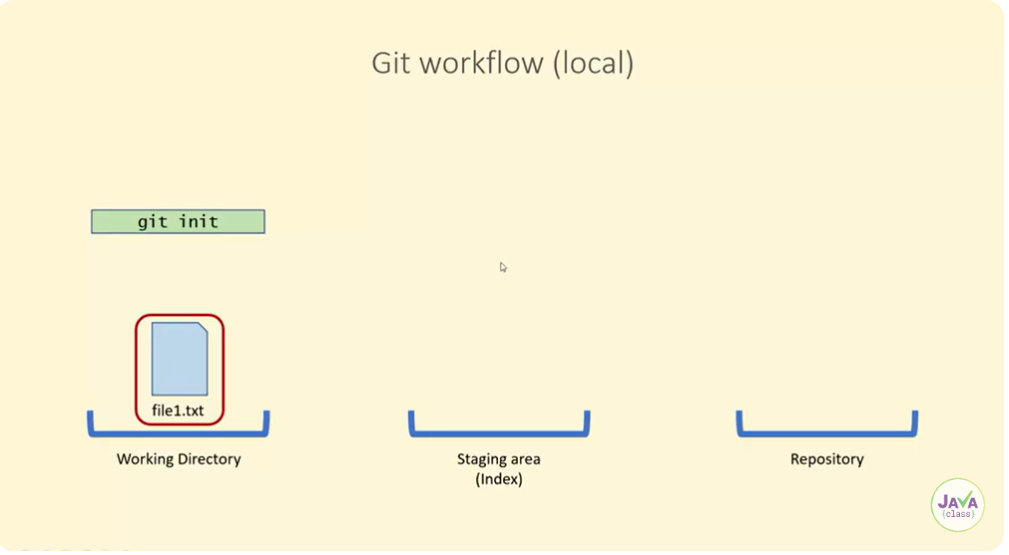 Git workflow (local)
git init
file1.txt
Working Directory
Staging area
(Index)
Repository
JAVA
(class)